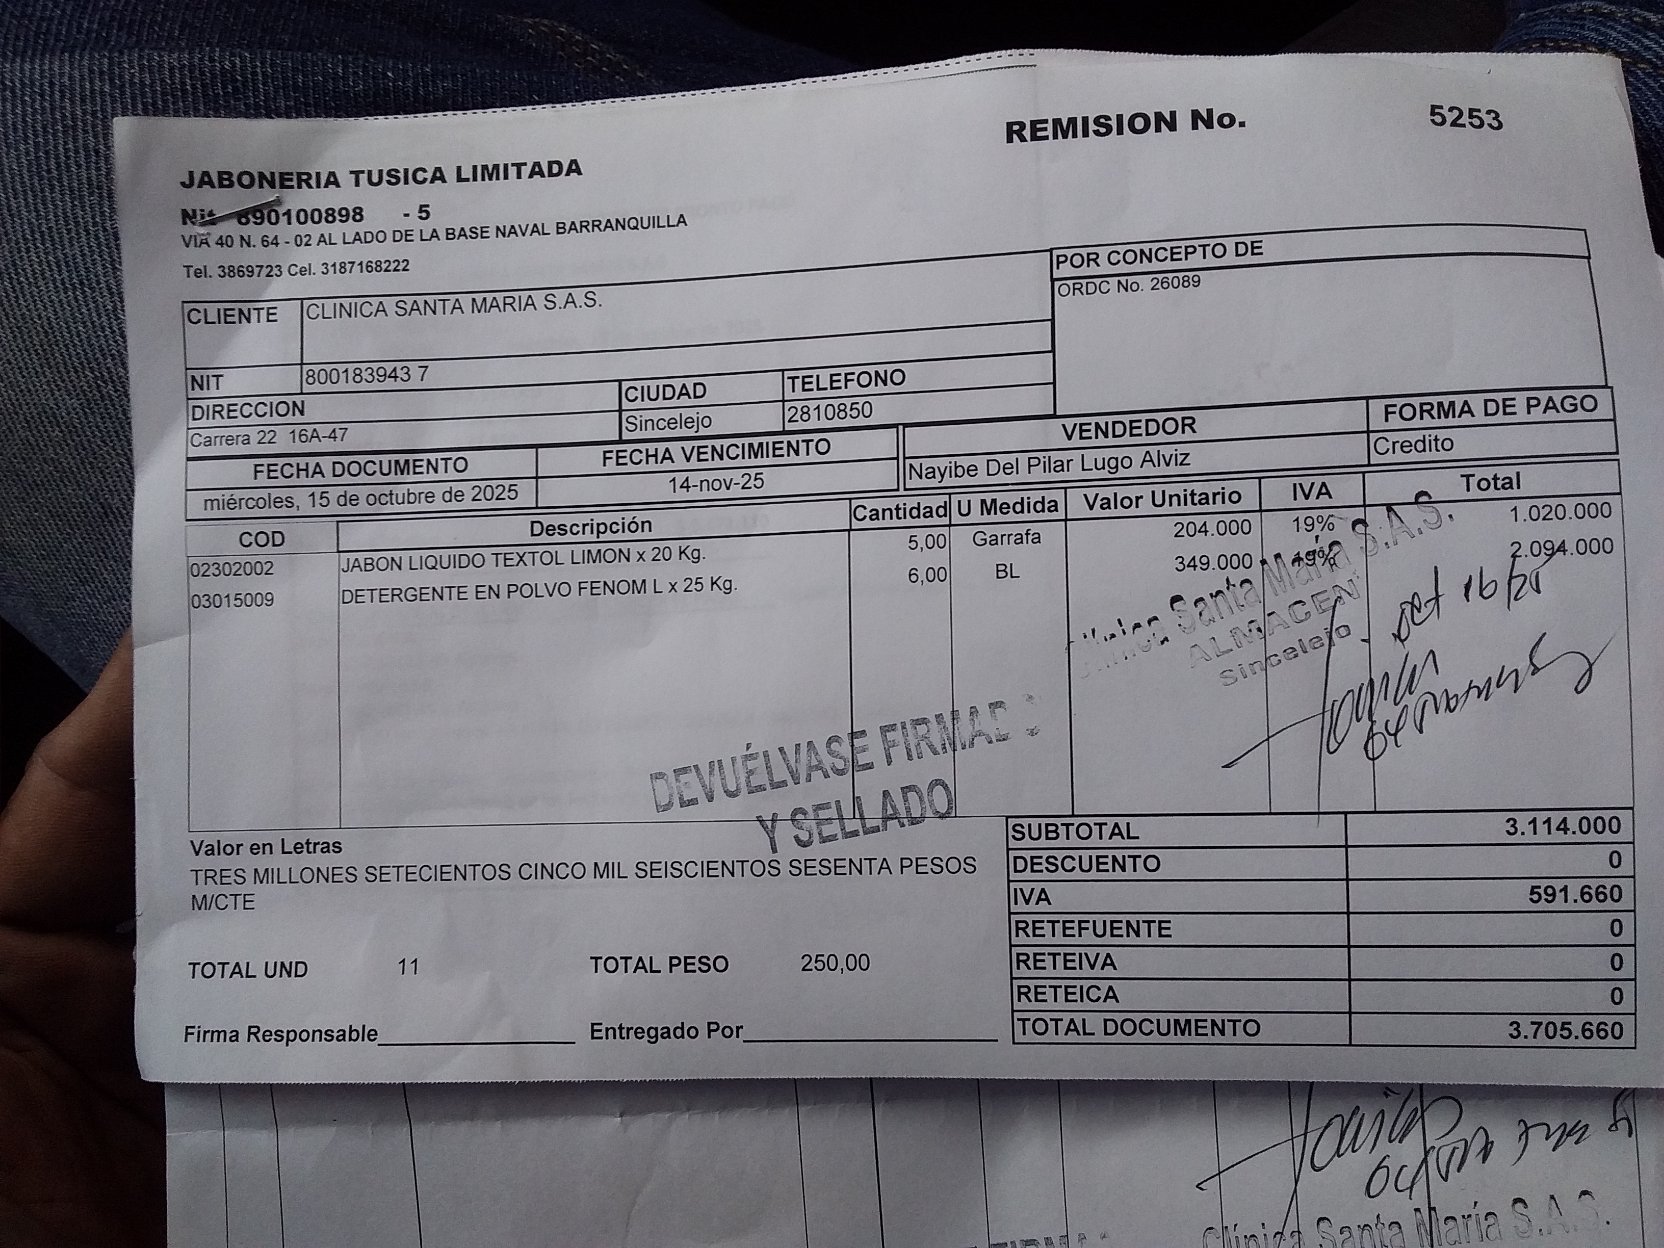 REMISION No. 5253
JABONERIA TUSICA LIMITADA
Nit 890100898 - 5
VIA 40 N. 64 - 02 AL LADO DE LA BASE NAVAL BARRANQUILLA
Tel. 3869723 Cel. 3187168222
POR CONCEPTO DE
ORDC No. 26089
CLIENTE CLINICA SANTA MARIA S.A.S.
NIT 800183943 7
DIRECCION CIUDAD TELEFONO
Carrera 22 16A-47 Sincelejo 2810850
FECHA DOCUMENTO FECHA VENCIMIENTO VENDEDOR FORMA DE PAGO
miércoles, 15 de octubre de 2025 14-nov-25 Nayibe Del Pilar Lugo Alviz Credito
COD Descripción Cantidad U Medida Valor Unitario IVA Total
02302002 JABON LIQUIDO TEXTOL LIMON x 20 Kg. 5,00 Garrafa 204.000 19% 1.020.000
03015009 DETERGENTE EN POLVO FENOM L x 25 Kg. 6,00 BL 349.000 19% 2.094.000
Clínica Santa María S.A.S.
ALMACEN
Sincelejo
oct 16/25
DEVUÉLVASE FIRMADO
Y SELLADO
Valor en Letras
TRES MILLONES SETECIENTOS CINCO MIL SEISCIENTOS SESENTA PESOS
M/CTE
SUBTOTAL 3.114.000
DESCUENTO 0
IVA 591.660
RETEFUENTE 0
RETEIVA 0
RETEICA 0
TOTAL DOCUMENTO 3.705.660
TOTAL UND 11 TOTAL PESO 250,00
Firma Responsable Entregado Por
Clínica Santa María S.A.S.